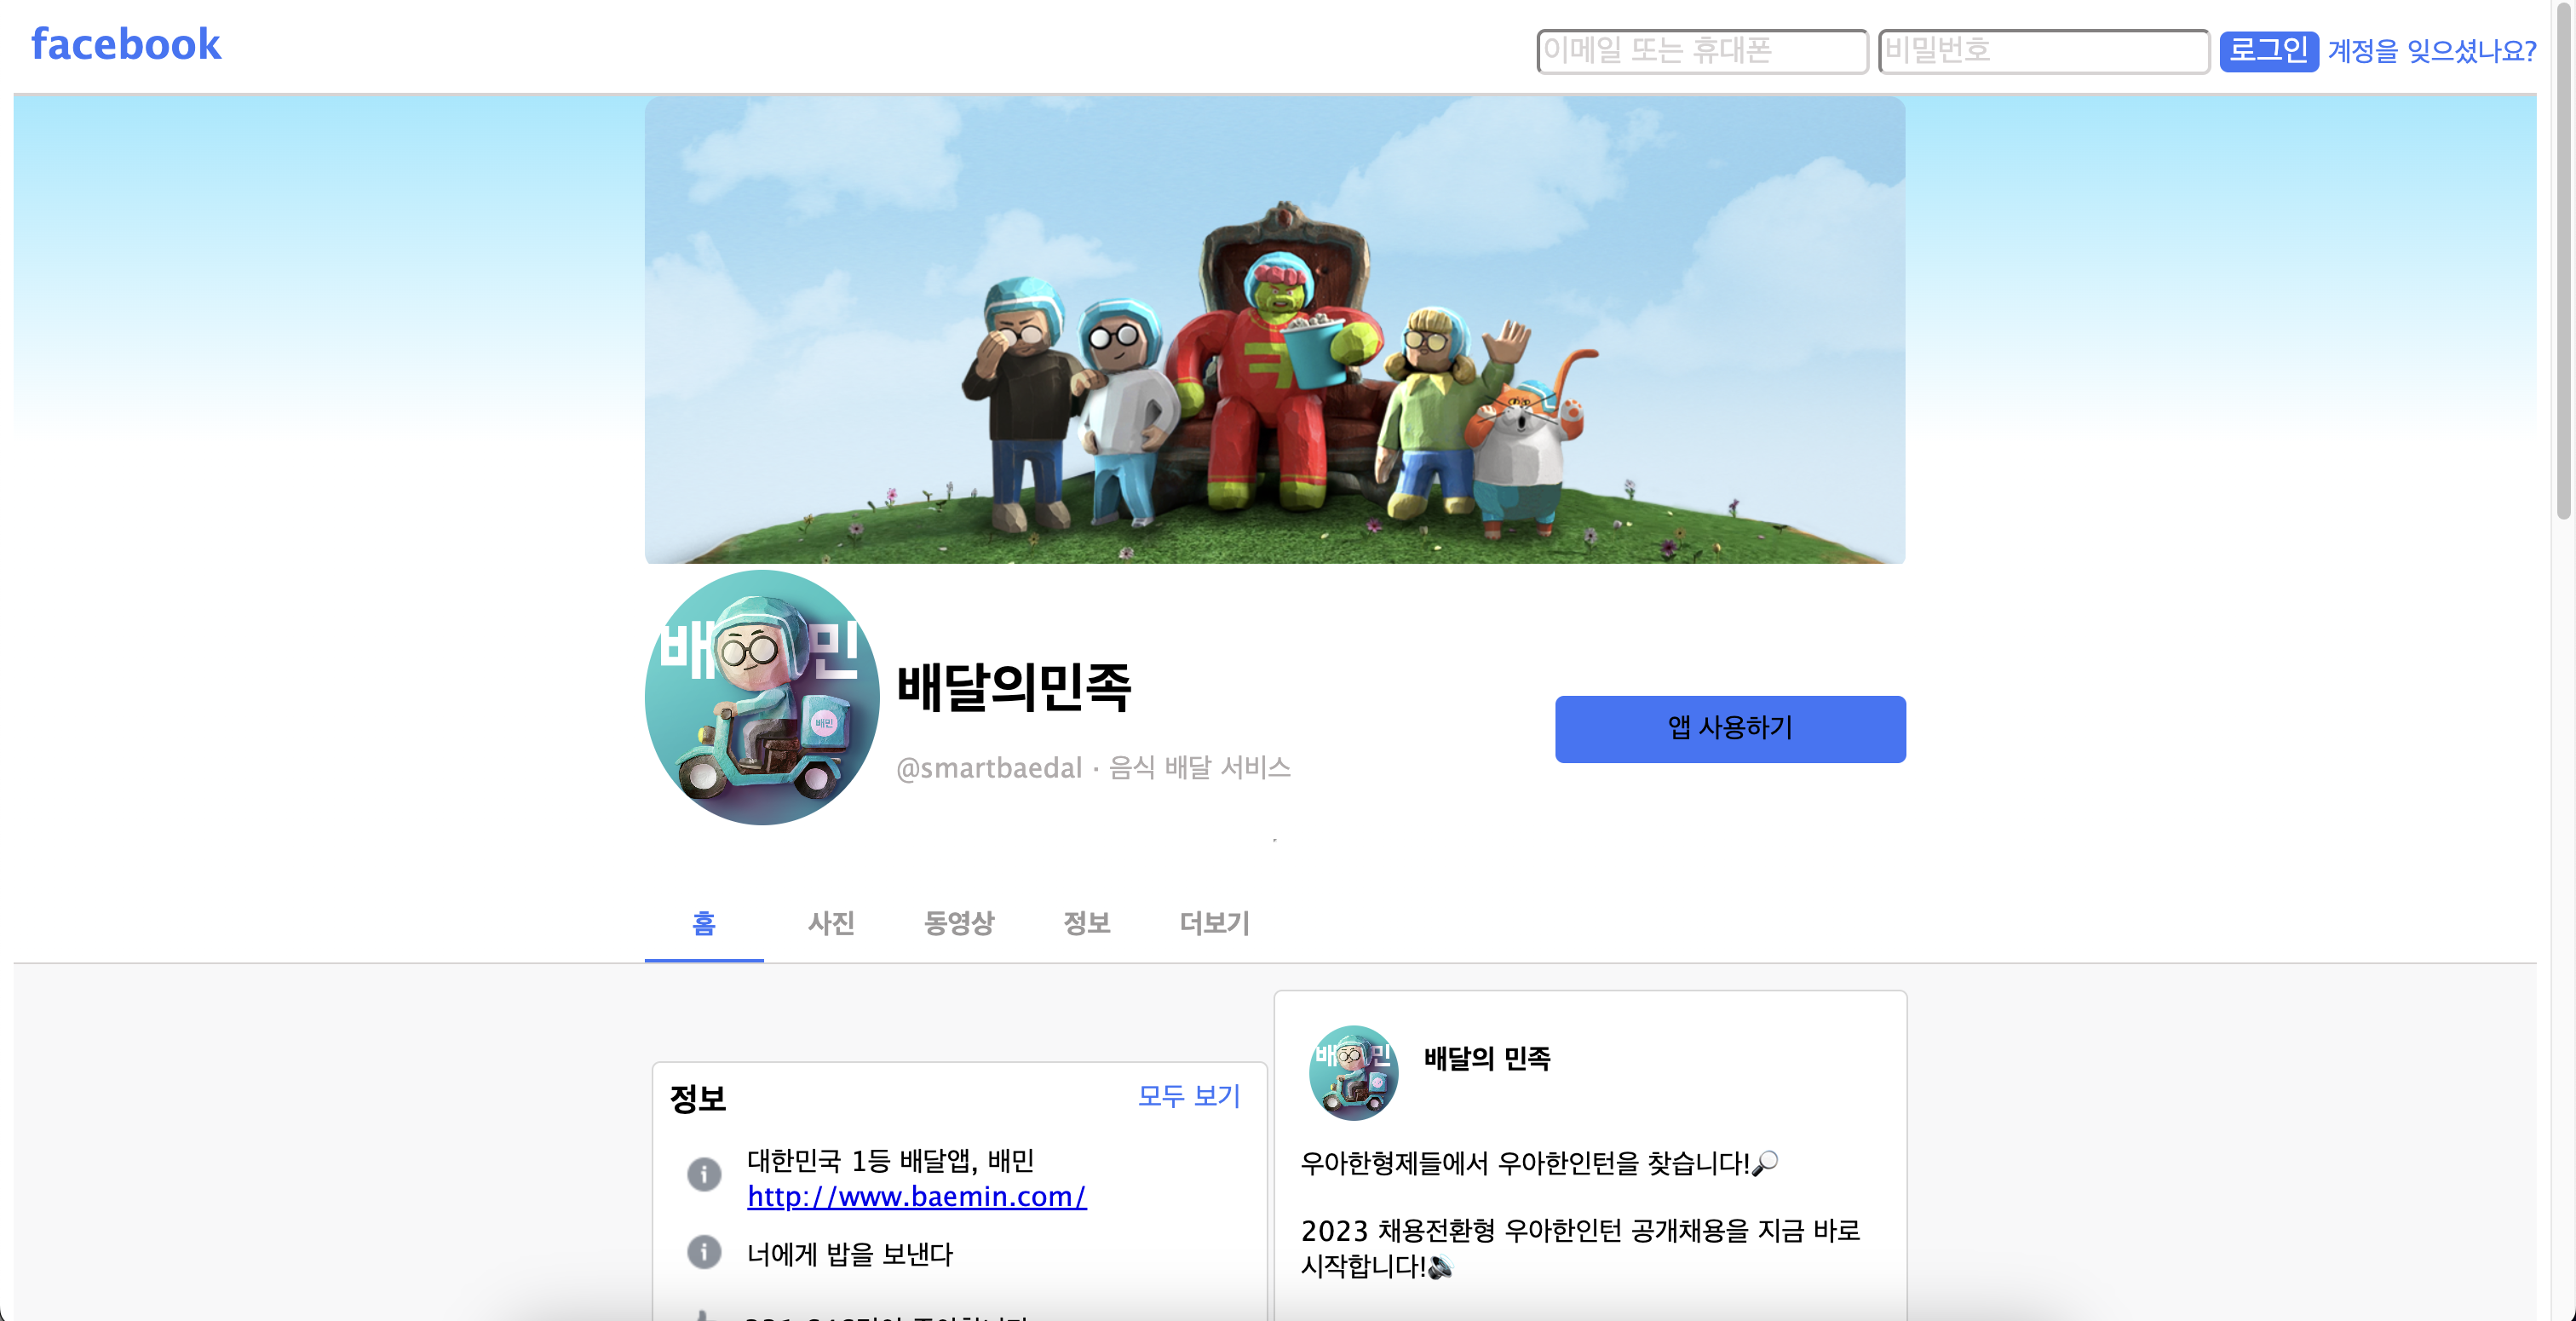 facebook
이메일 또는 휴대폰 비밀번호 로그인 계정을 잊으셨나요?
ㅋ
배민
배민
배달의민족
@smartbaedal · 음식 배달 서비스
앱 사용하기
홈 사진 동영상 정보 더보기
정보 모두 보기
대한민국 1등 배달앱, 배민
http://www.baemin.com/
너에게 밥을 보낸다
배민
배달의 민족
우아한형제들에서 우아한인턴을 찾습니다!🔎
2023 채용전환형 우아한인턴 공개채용을 지금 바로
시작합니다!🔊